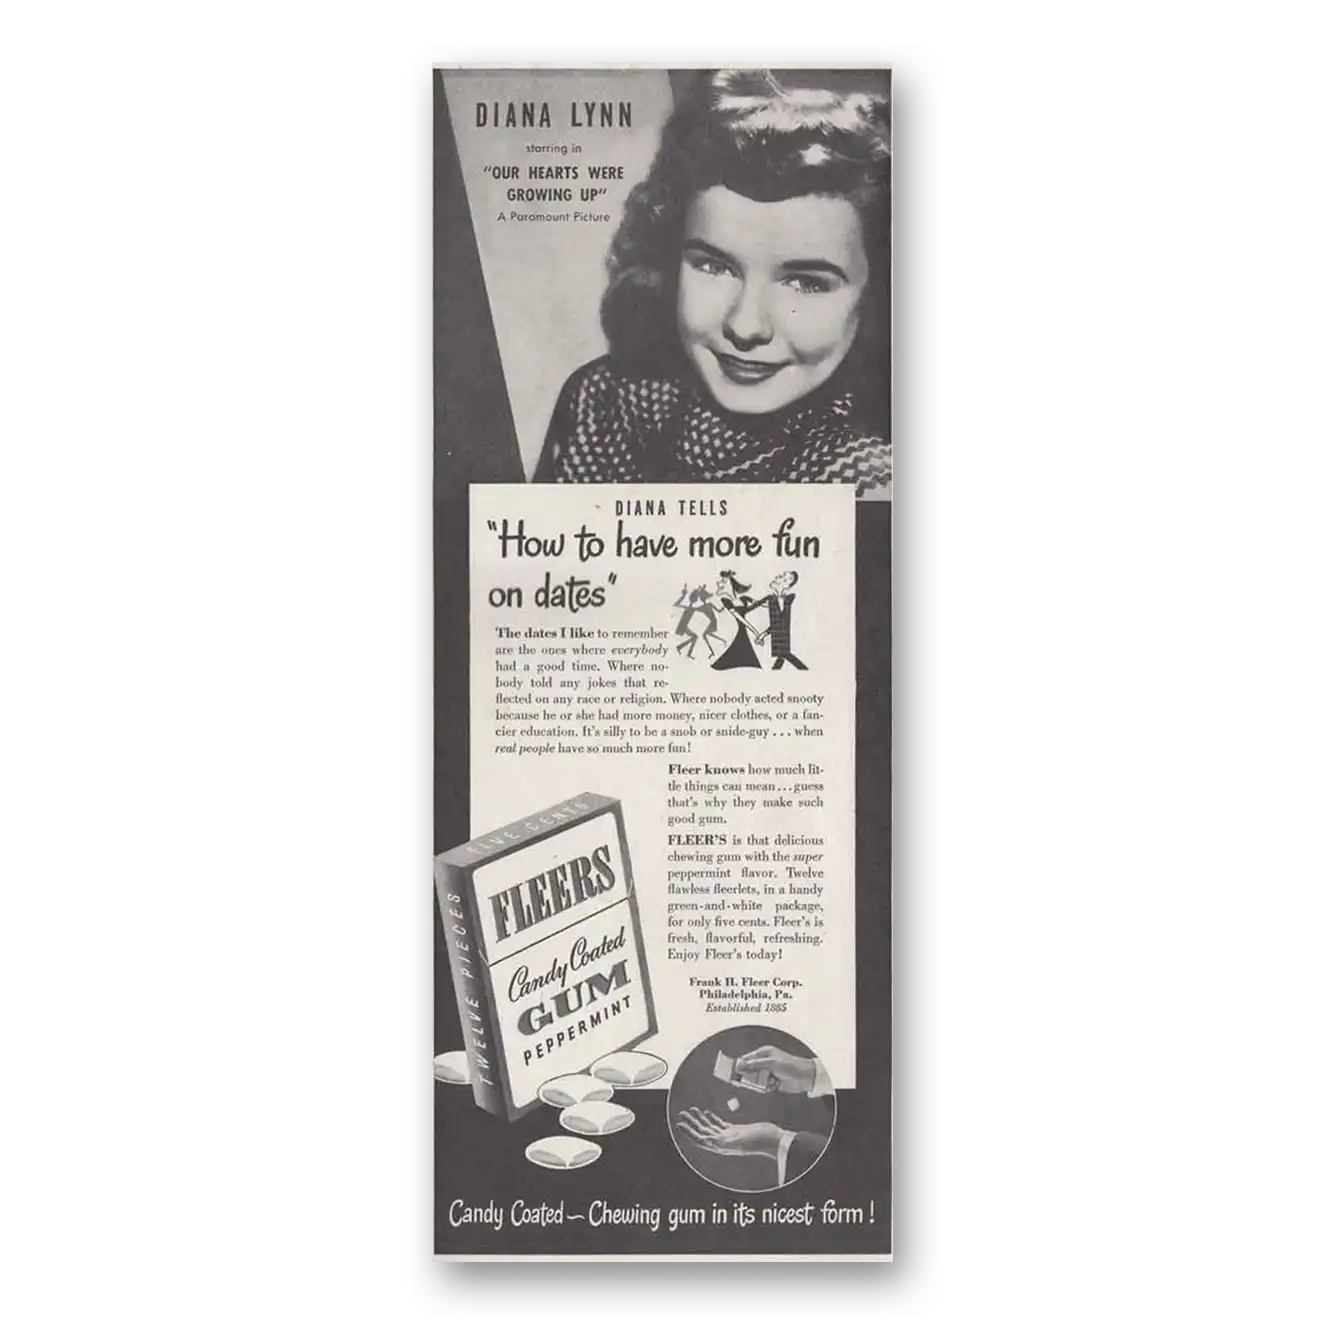 DIANA LYNN
starring in
"OUR HEARTS WERE
GROWING UP"
A Paramount Picture
DIANA TELLS
"How to have more fun
on dates"
The dates I like to remember
are the ones where everybody
had a good time. Where no-
body told any jokes that re-
flected on any race or religion. Where nobody acted snooty
because he or she had more money, nicer clothes, or a fan-
cier education. It's silly to be a snob or snide-guy . . . when
real people have so much more fun!
Fleer knows how much lit-
tle things can mean...guess
that's why they make such
good gum.
FLEER'S is that delicious
chewing gum with the super
peppermint flavor. Twelve
flawless fleerlets, in a handy
green-and-white package,
for only five cents. Fleer's is
fresh, flavorful, refreshing.
Enjoy Fleer's today!
Frank H. Fleer Corp.
Philadelphia, Pa.
Established 1885
FIVE CENTS
TWELVE PIECES
FLEERS
Candy Coated
GUM
PEPPERMINT
Candy Coated — Chewing gum in its nicest form!